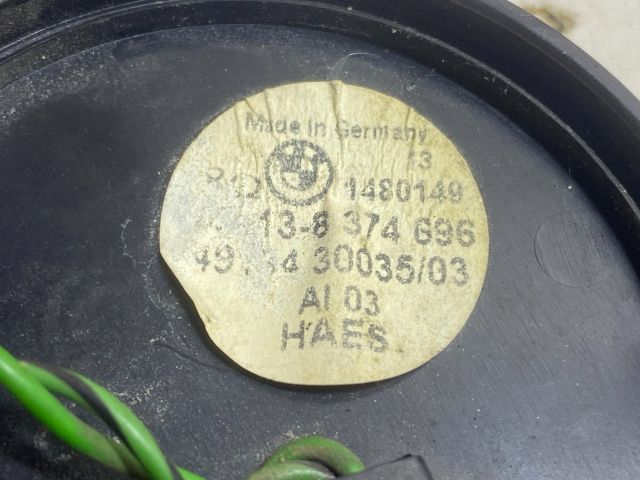 Made In Germany
13
1480149
13-8 374 696
30035/03
AI 03
HAES